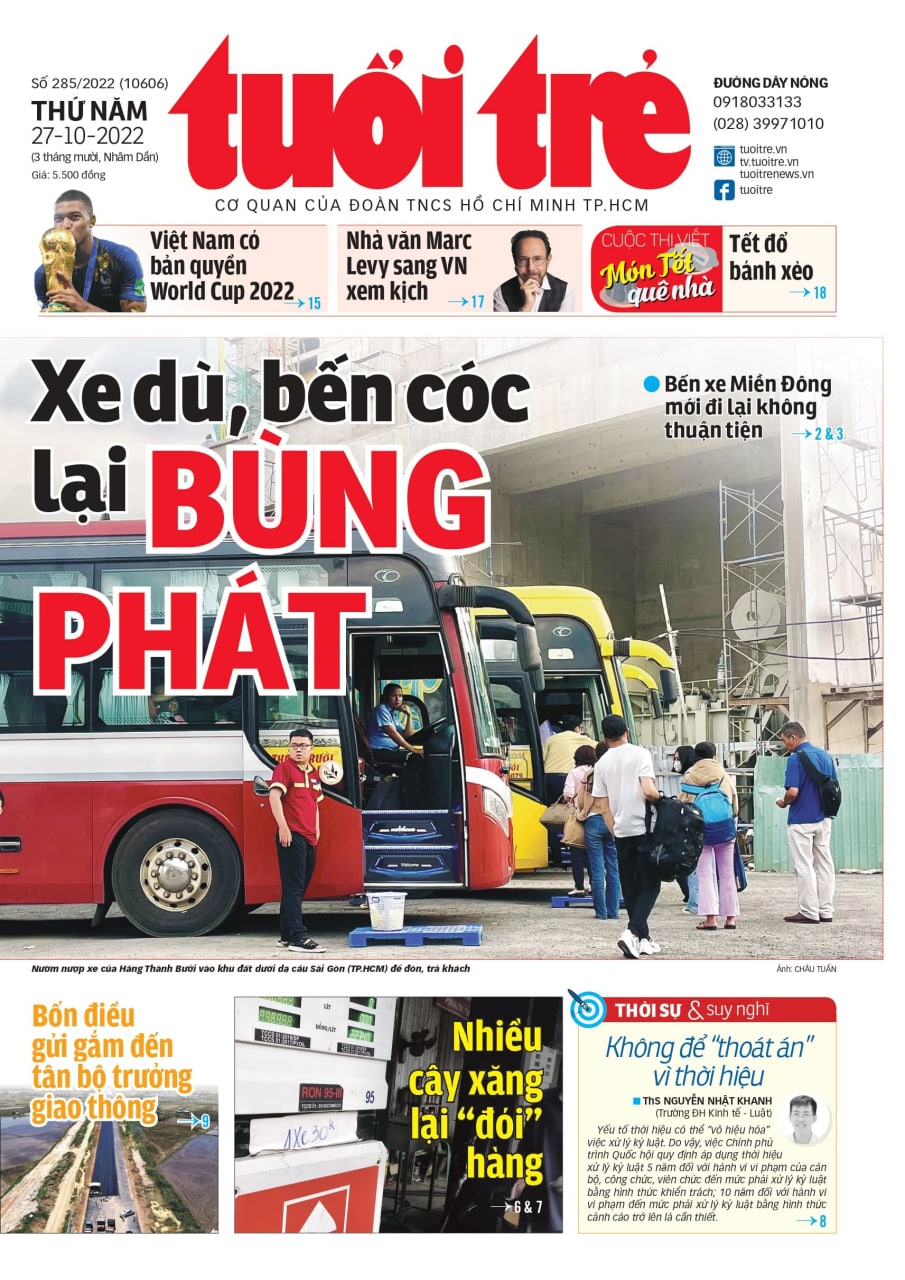 Số 285/2022 (10606)
THỨ NĂM
27-10-2022
(3 tháng mười, Nhâm Dần)
Giá: 5.500 đồng
tuổi trẻ
CƠ QUAN CỦA ĐOÀN TNCS HỒ CHÍ MINH TP.HCM
ĐƯỜNG DÂY NÓNG
0918033133
(028) 39971010
tuoitre.vn
tv.tuoitre.vn
tuoitrenews.vn
tuoitre
Việt Nam có
bản quyền
World Cup 2022
15
Nhà văn Marc
Levy sang VN
xem kịch
17
CUỘC THI VIẾT
Món Tết
quê nhà
Tết đổ
bánh xèo
18
Xe dù, bến cóc
lại BÙNG
PHÁT
Bến xe Miền Đông
mới đi lại không
thuận tiện
2 & 3
Welcome
Nườm nượp xe của Hãng Thành Bưởi vào khu đất dưới dạ cầu Sài Gòn (TP.HCM) để đón, trả khách
Ảnh: CHÂU TUẤN
Bốn điều
gửi gắm đến
tân bộ trưởng
giao thông
9
RON 95-III
95
1Xe 30K
Nhiều
cây xăng
lại “đói”
hàng
6 & 7
THỜI SỰ & suy nghĩ
Không để “thoát án”
vì thời hiệu
ThS NGUYỄN NHẬT KHANH
(Trường ĐH Kinh tế - Luật)
Yếu tố thời hiệu có thể “vô hiệu hóa”
việc xử lý kỷ luật. Do vậy, việc Chính phủ
trình Quốc hội quy định áp dụng thời hiệu
xử lý kỷ luật 5 năm đối với hành vi vi phạm của cán
bộ, công chức, viên chức đến mức phải xử lý kỷ luật
bằng hình thức khiển trách; 10 năm đối với hành vi
vi phạm đến mức phải xử lý kỷ luật bằng hình thức
cảnh cáo trở lên là cần thiết.
8